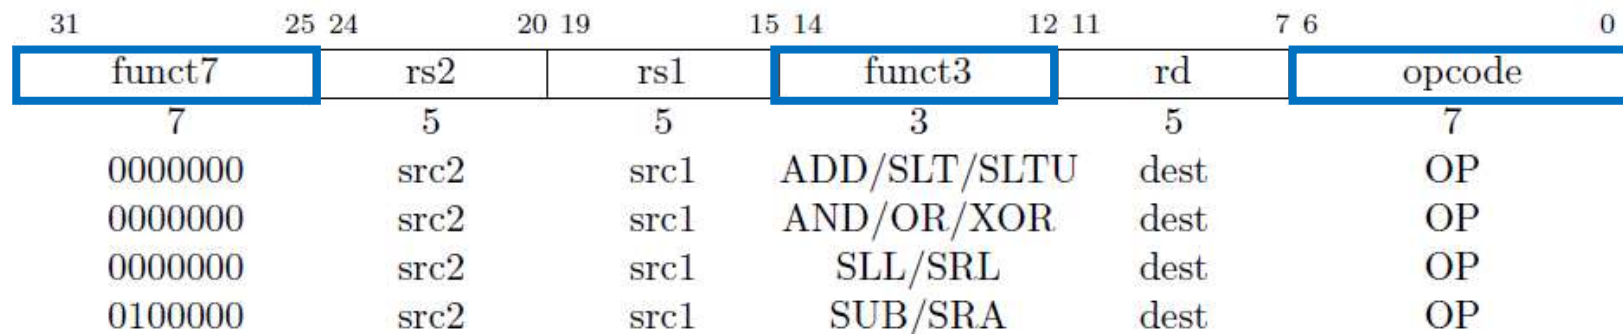 31 25 24 20 19 15 14 12 11 7 6 0
funct7 rs2 rs1 funct3 rd opcode
7 5 5 3 5 7
0000000 src2 src1 ADD/SLT/SLTU dest OP
0000000 src2 src1 AND/OR/XOR dest OP
0000000 src2 src1 SLL/SRL dest OP
0100000 src2 src1 SUB/SRA dest OP